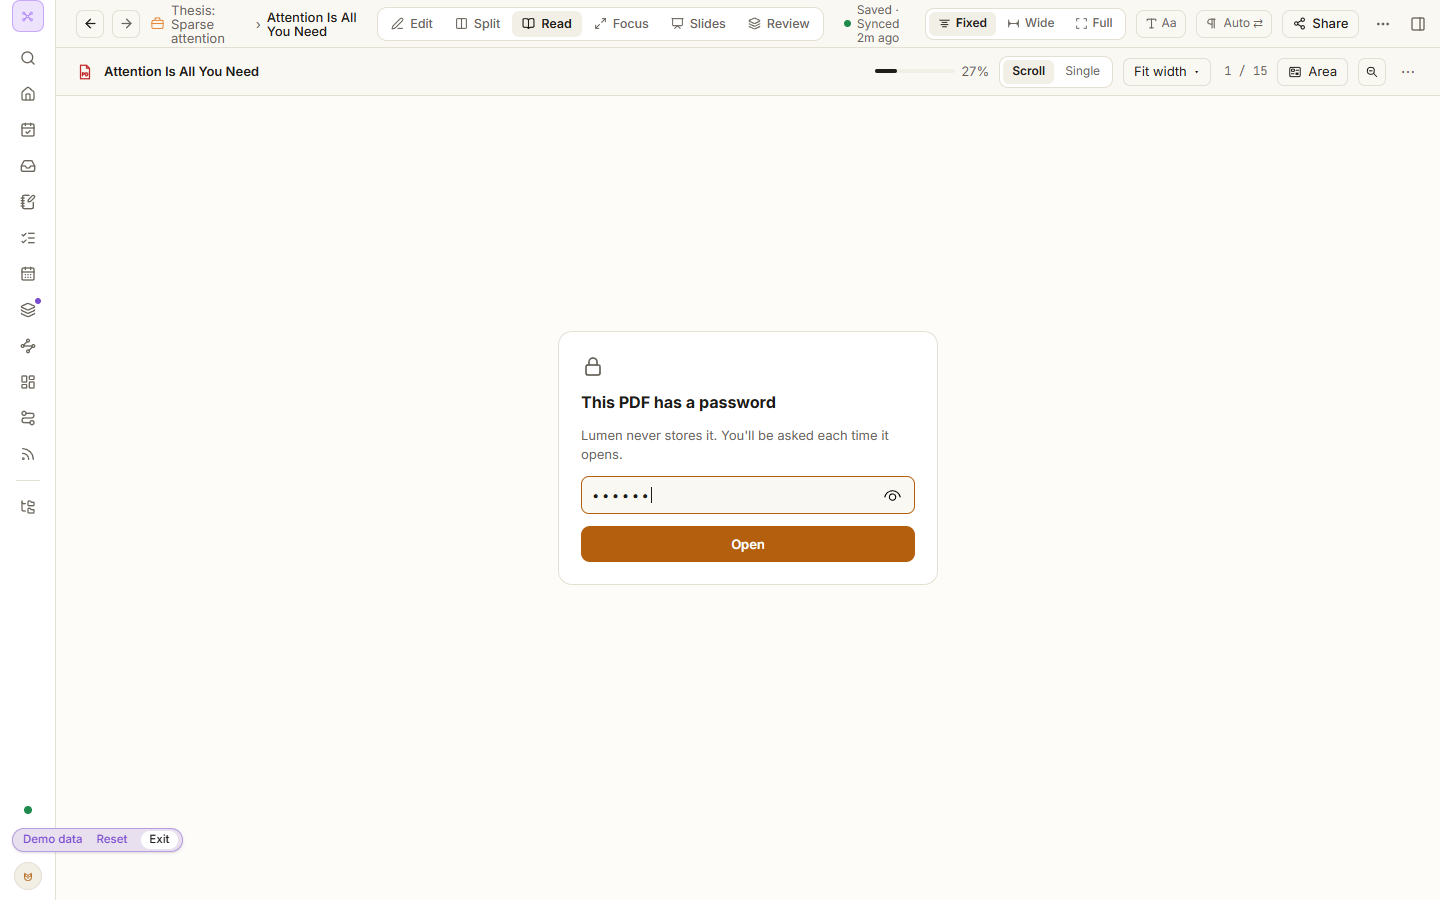 Thesis: Sparse attention › Attention Is All You Need
Edit Split Read Focus Slides Review
Saved · Synced 2m ago
Fixed Wide Full
Aa
Auto
Share
Attention Is All You Need
27%
Scroll Single
Fit width
1 / 15
Area
This PDF has a password
Lumen never stores it. You'll be asked each time it
opens.
••••••
Open
Demo data Reset Exit